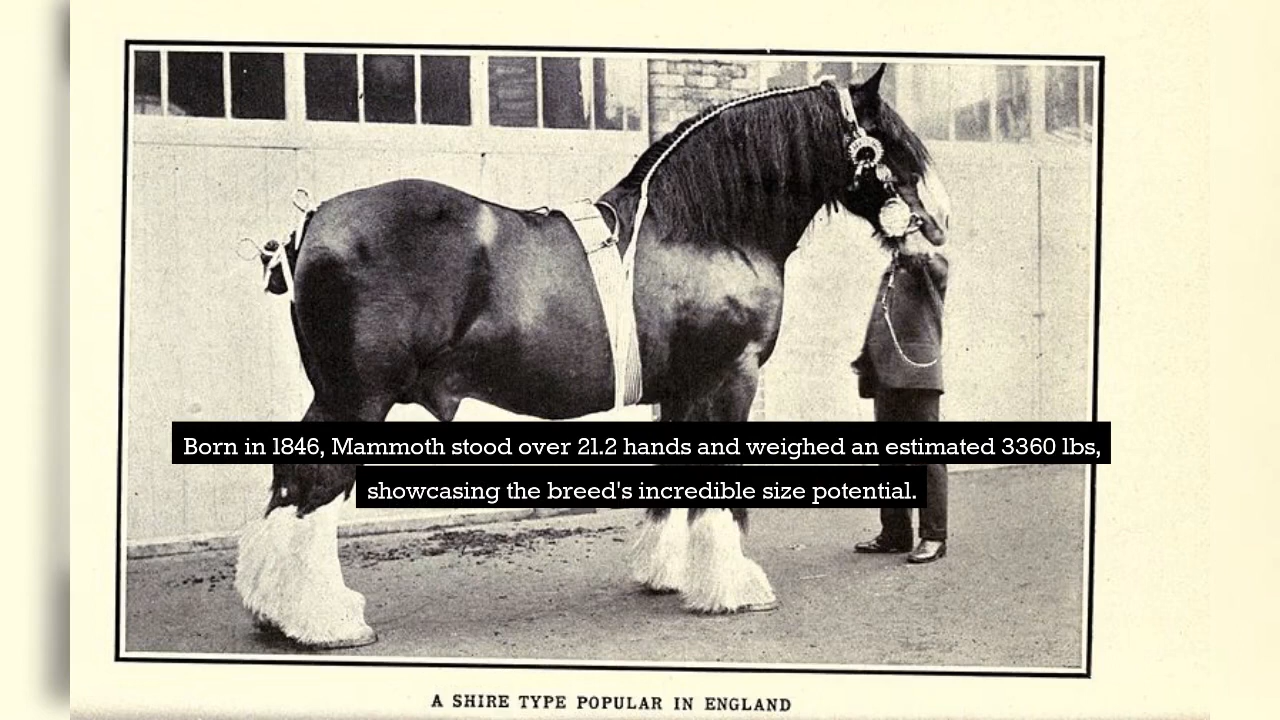 Born in 1846, Mammoth stood over 21.2 hands and weighed an estimated 3360 lbs,
showcasing the breed's incredible size potential.
A SHIRE TYPE POPULAR IN ENGLAND